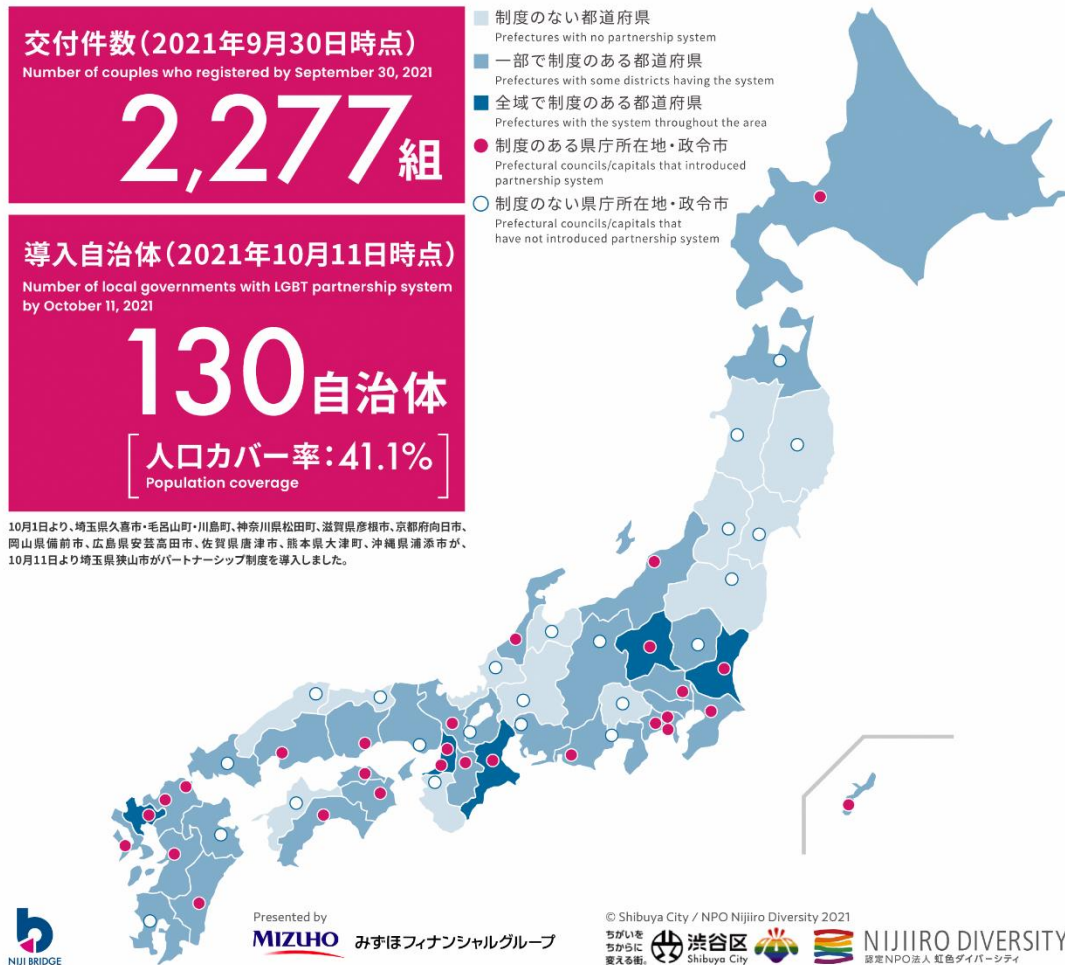 交付件数（2021年9月30日時点）
Number of couples who registered by September 30, 2021
2,277組
導入自治体（2021年10月11日時点）
Number of local governments with LGBT partnership system
by October 11, 2021
130自治体
人口カバー率：41.1%
Population coverage
10月1日より、埼玉県久喜市・毛呂山町・川島町、神奈川県松田町、滋賀県彦根市、京都府向日市、
岡山県備前市、広島県安芸高田市、佐賀県唐津市、熊本県大津町、沖縄県浦添市が、
10月11日より埼玉県狭山市がパートナーシップ制度を導入しました。
制度のない都道府県
Prefectures with no partnership system
一部で制度のある都道府県
Prefectures with some districts having the system
全域で制度のある都道府県
Prefectures with the system throughout the area
制度のある県庁所在地・政令市
Prefectural councils/capitals that introduced
partnership system
制度のない県庁所在地・政令市
Prefectural councils/capitals that
have not introduced partnership system
NIJI BRIDGE
Presented by
MIZUHO みずほフィナンシャルグループ
© Shibuya City / NPO Nijiiro Diversity 2021
ちがいを
ちからに
変える街。
渋谷区
Shibuya City
NIJIIRO DIVERSITY
認定NPO法人 虹色ダイバーシティ